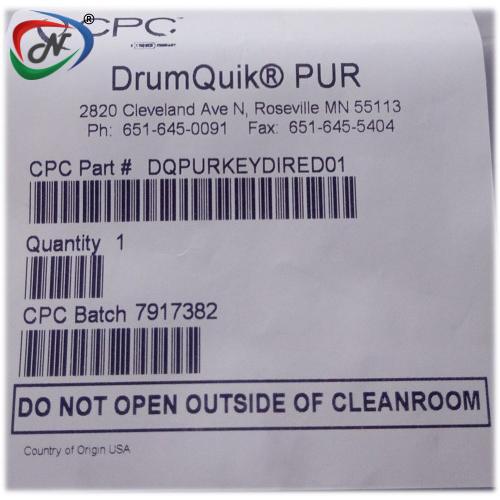 CPC
DrumQuik® PUR
2820 Cleveland Ave N, Roseville MN 55113
Ph: 651-645-0091 Fax: 651-645-5404
CPC Part # DQPURKEYDIRED01
Quantity 1
CPC Batch 7917382
DO NOT OPEN OUTSIDE OF CLEANROOM
Country of Origin USA